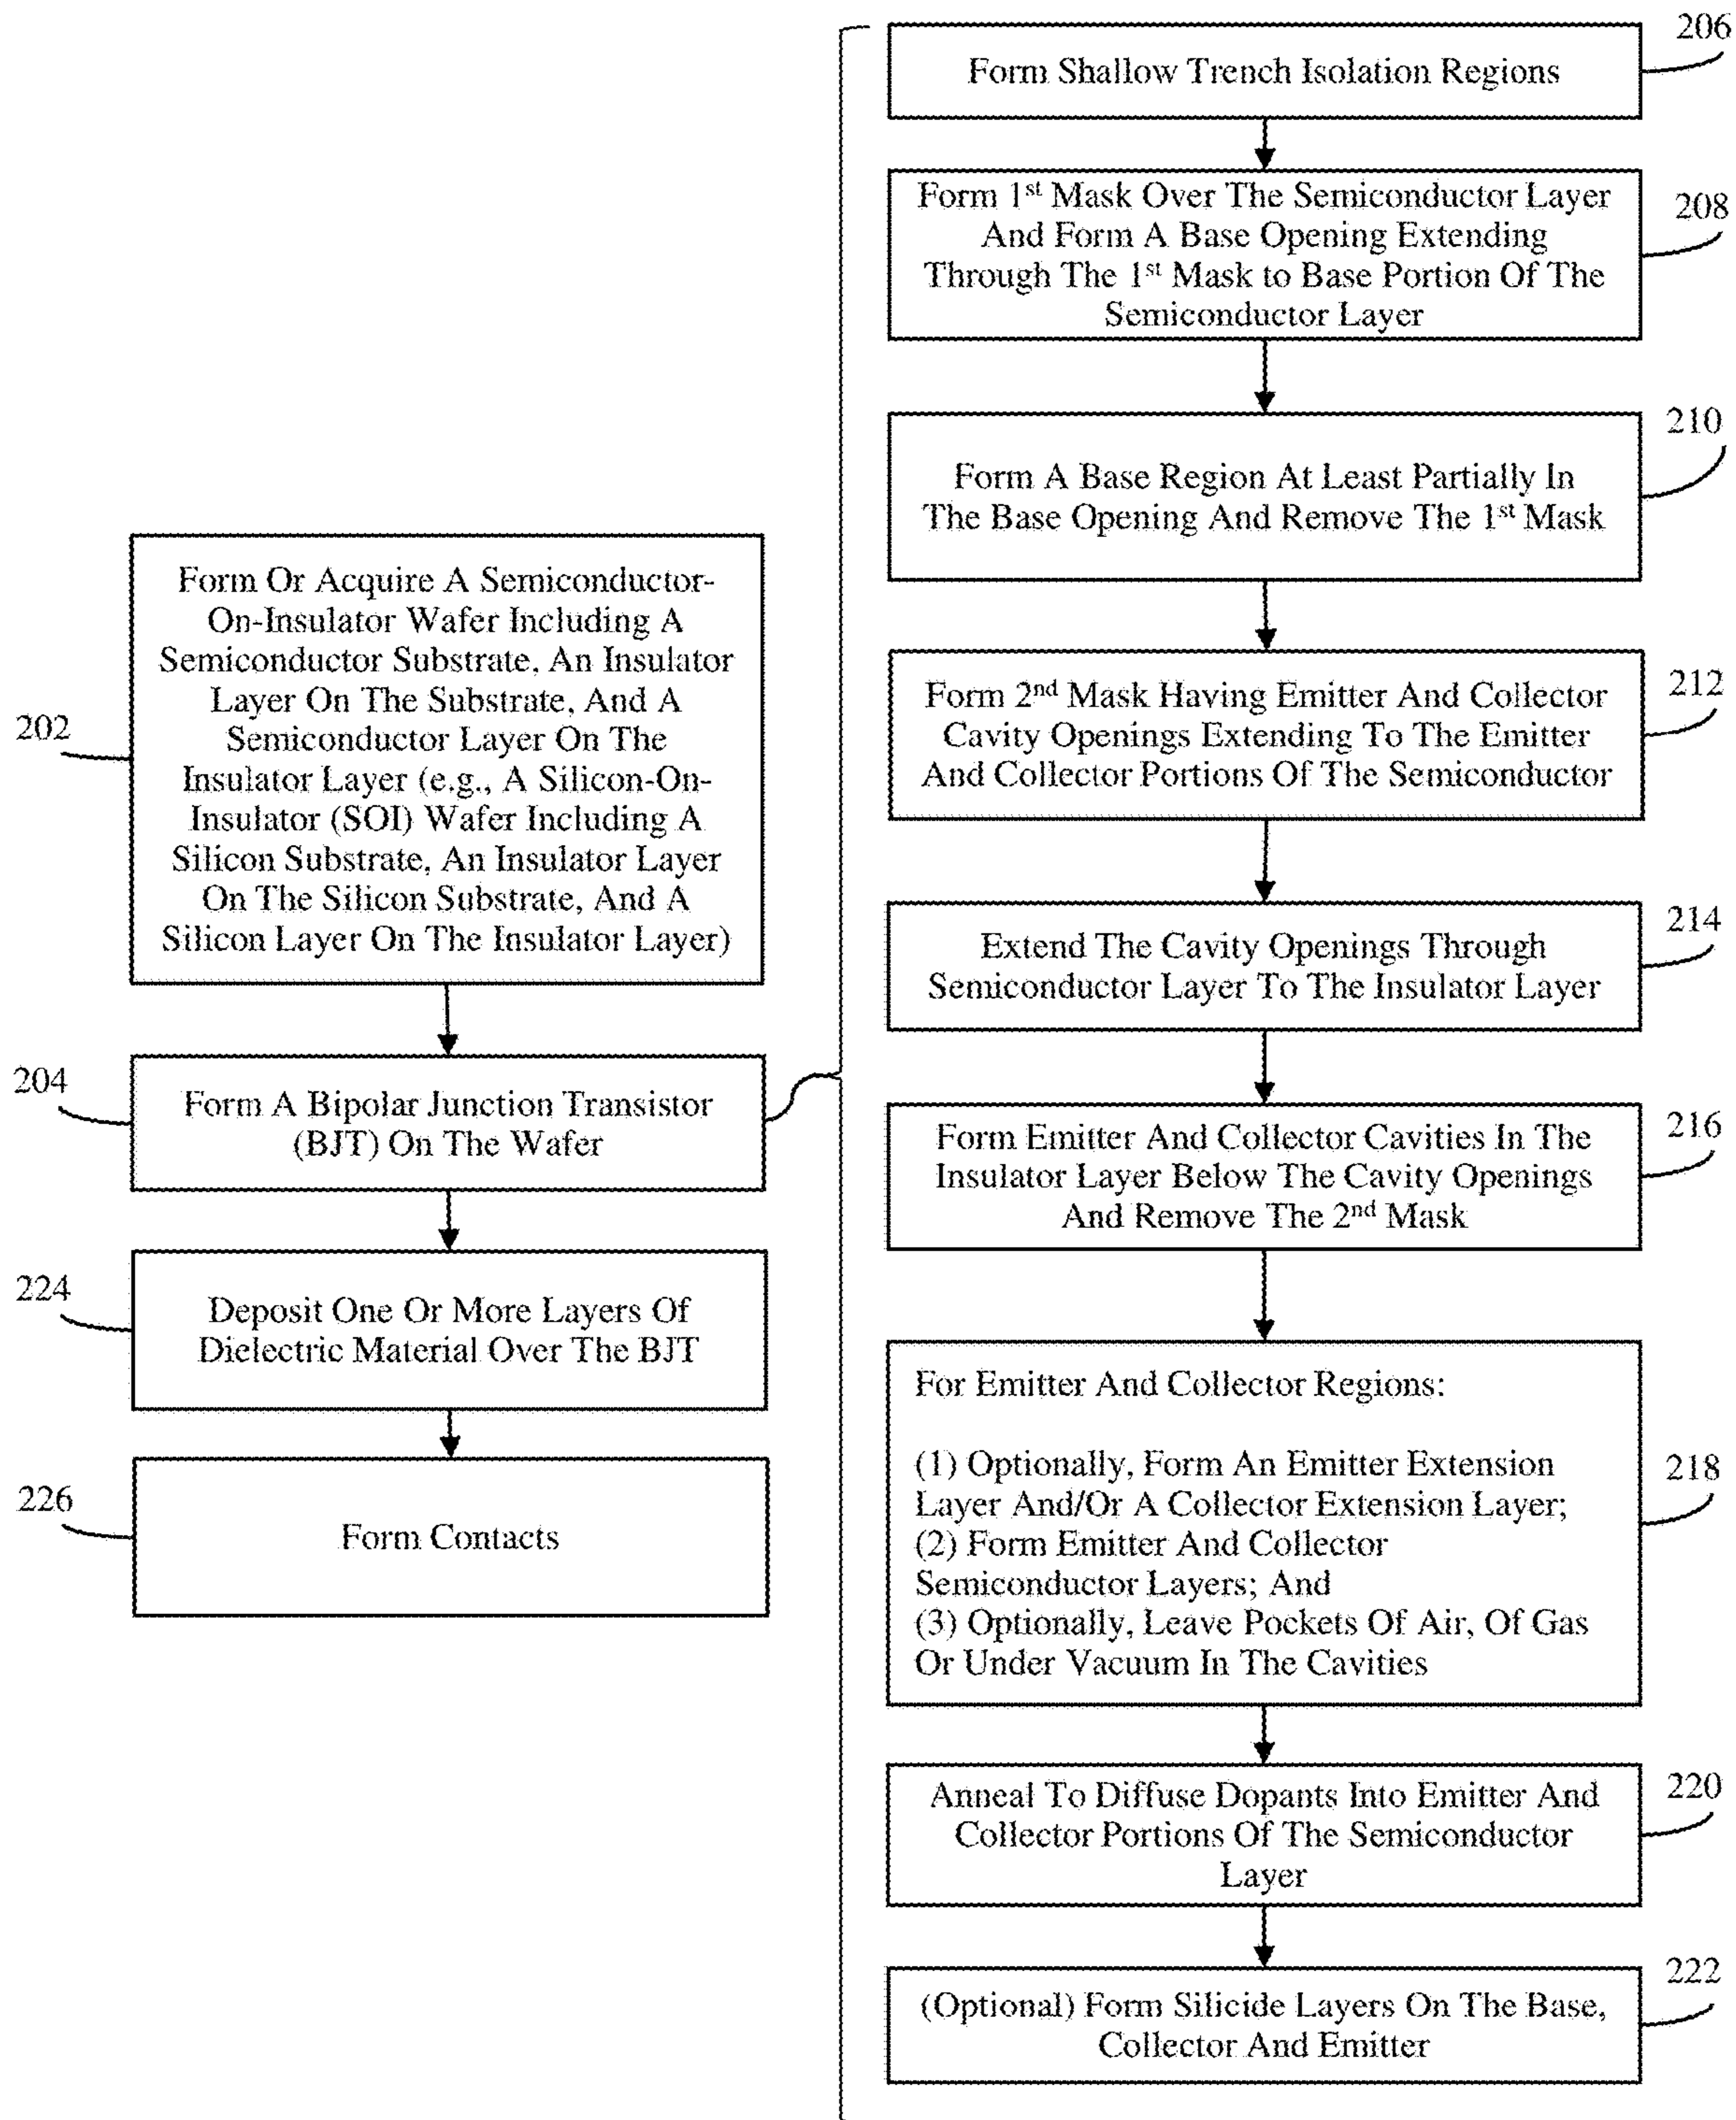 202
Form Or Acquire A Semiconductor-
On-Insulator Wafer Including A
Semiconductor Substrate, An Insulator
Layer On The Substrate, And A
Semiconductor Layer On The
Insulator Layer (e.g., A Silicon-On-
Insulator (SOI) Wafer Including A
Silicon Substrate, An Insulator Layer
On The Silicon Substrate, And A
Silicon Layer On The Insulator Layer)
204
Form A Bipolar Junction Transistor
(BJT) On The Wafer
224
Deposit One Or More Layers Of
Dielectric Material Over The BJT
226
Form Contacts
206
Form Shallow Trench Isolation Regions
208
Form 1st Mask Over The Semiconductor Layer
And Form A Base Opening Extending
Through The 1st Mask to Base Portion Of The
Semiconductor Layer
210
Form A Base Region At Least Partially In
The Base Opening And Remove The 1st Mask
212
Form 2nd Mask Having Emitter And Collector
Cavity Openings Extending To The Emitter
And Collector Portions Of The Semiconductor
214
Extend The Cavity Openings Through
Semiconductor Layer To The Insulator Layer
216
Form Emitter And Collector Cavities In The
Insulator Layer Below The Cavity Openings
And Remove The 2nd Mask
218
For Emitter And Collector Regions:
(1) Optionally, Form An Emitter Extension
Layer And/Or A Collector Extension Layer;
(2) Form Emitter And Collector
Semiconductor Layers; And
(3) Optionally, Leave Pockets Of Air, Of Gas
Or Under Vacuum In The Cavities
220
Anneal To Diffuse Dopants Into Emitter And
Collector Portions Of The Semiconductor
Layer
222
(Optional) Form Silicide Layers On The Base,
Collector And Emitter